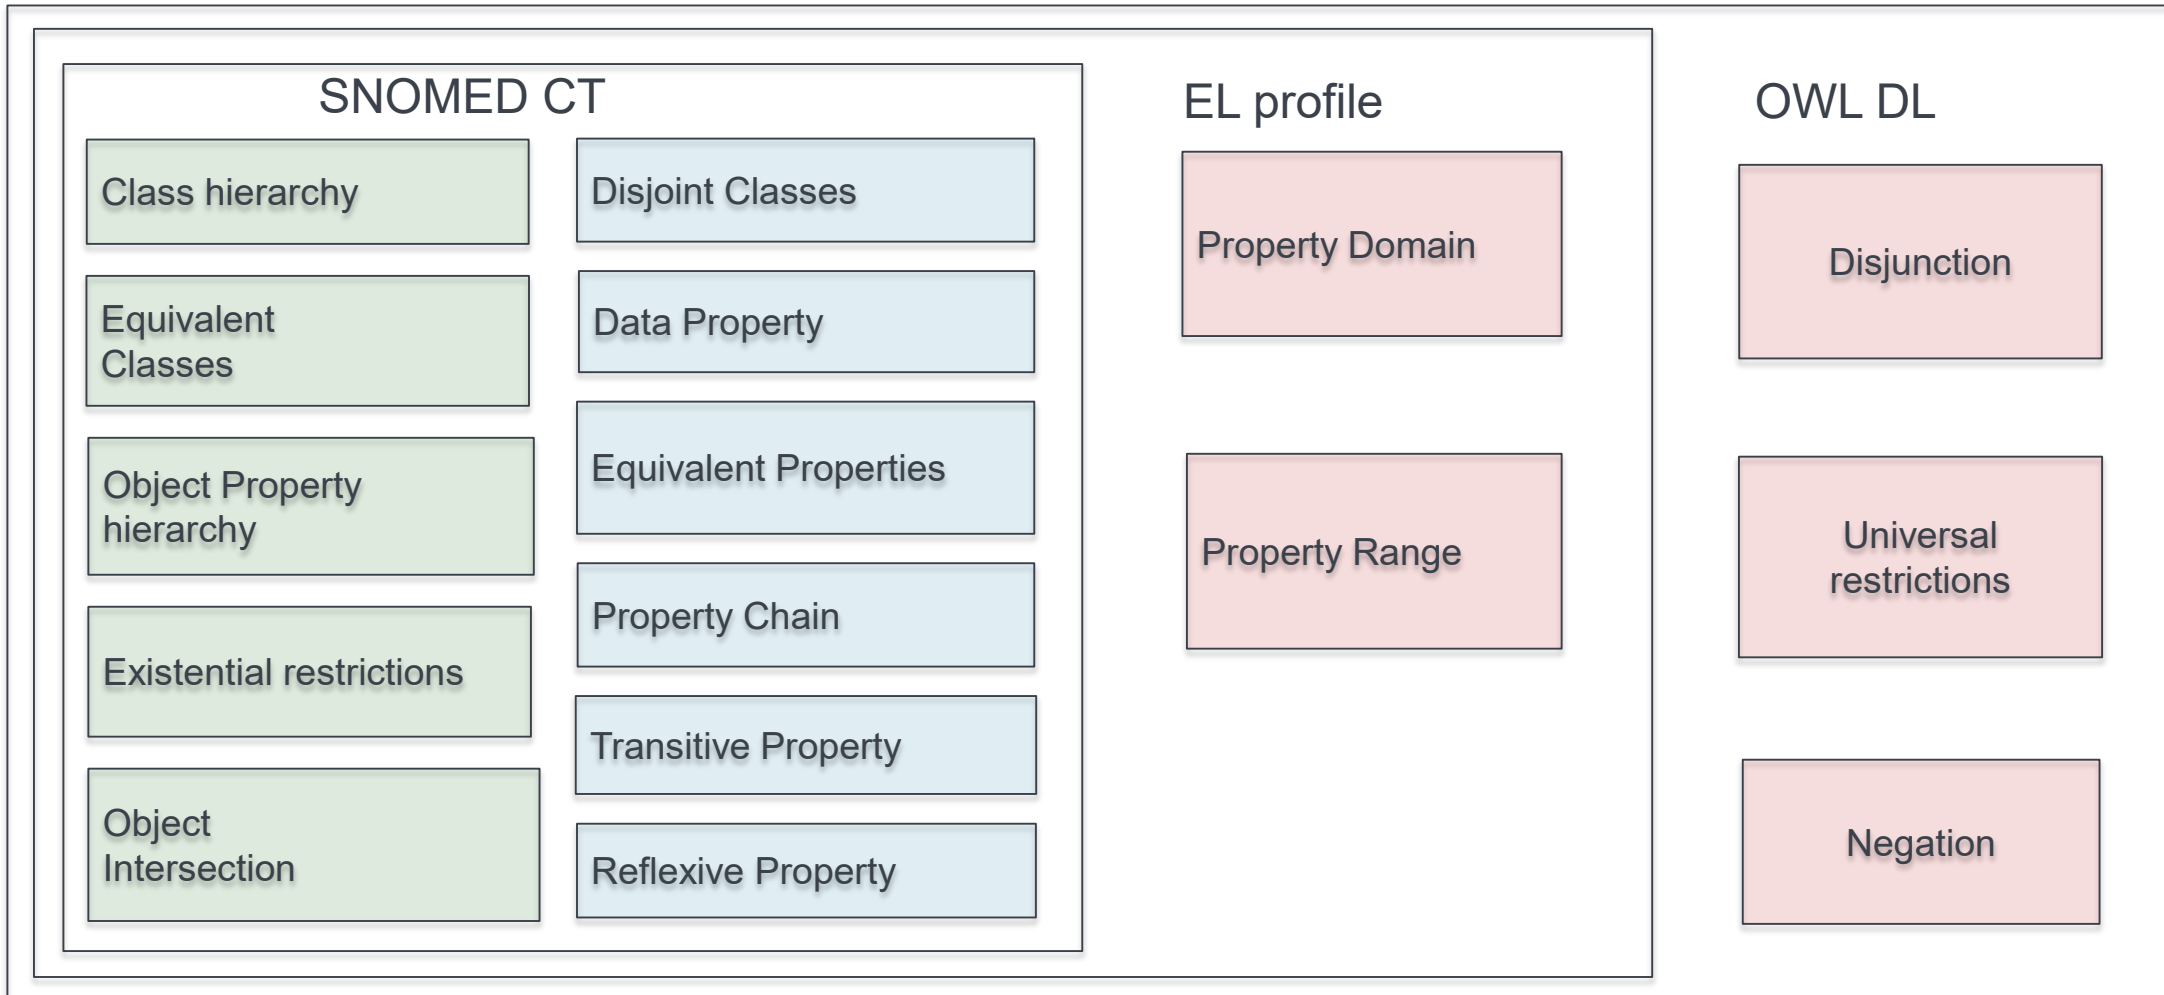 SNOMED CT
Class hierarchy
Equivalent
Classes
Object Property
hierarchy
Existential restrictions
Object
Intersection
Disjoint Classes
Data Property
Equivalent Properties
Property Chain
Transitive Property
Reflexive Property
EL profile
Property Domain
Property Range
OWL DL
Disjunction
Universal
restrictions
Negation